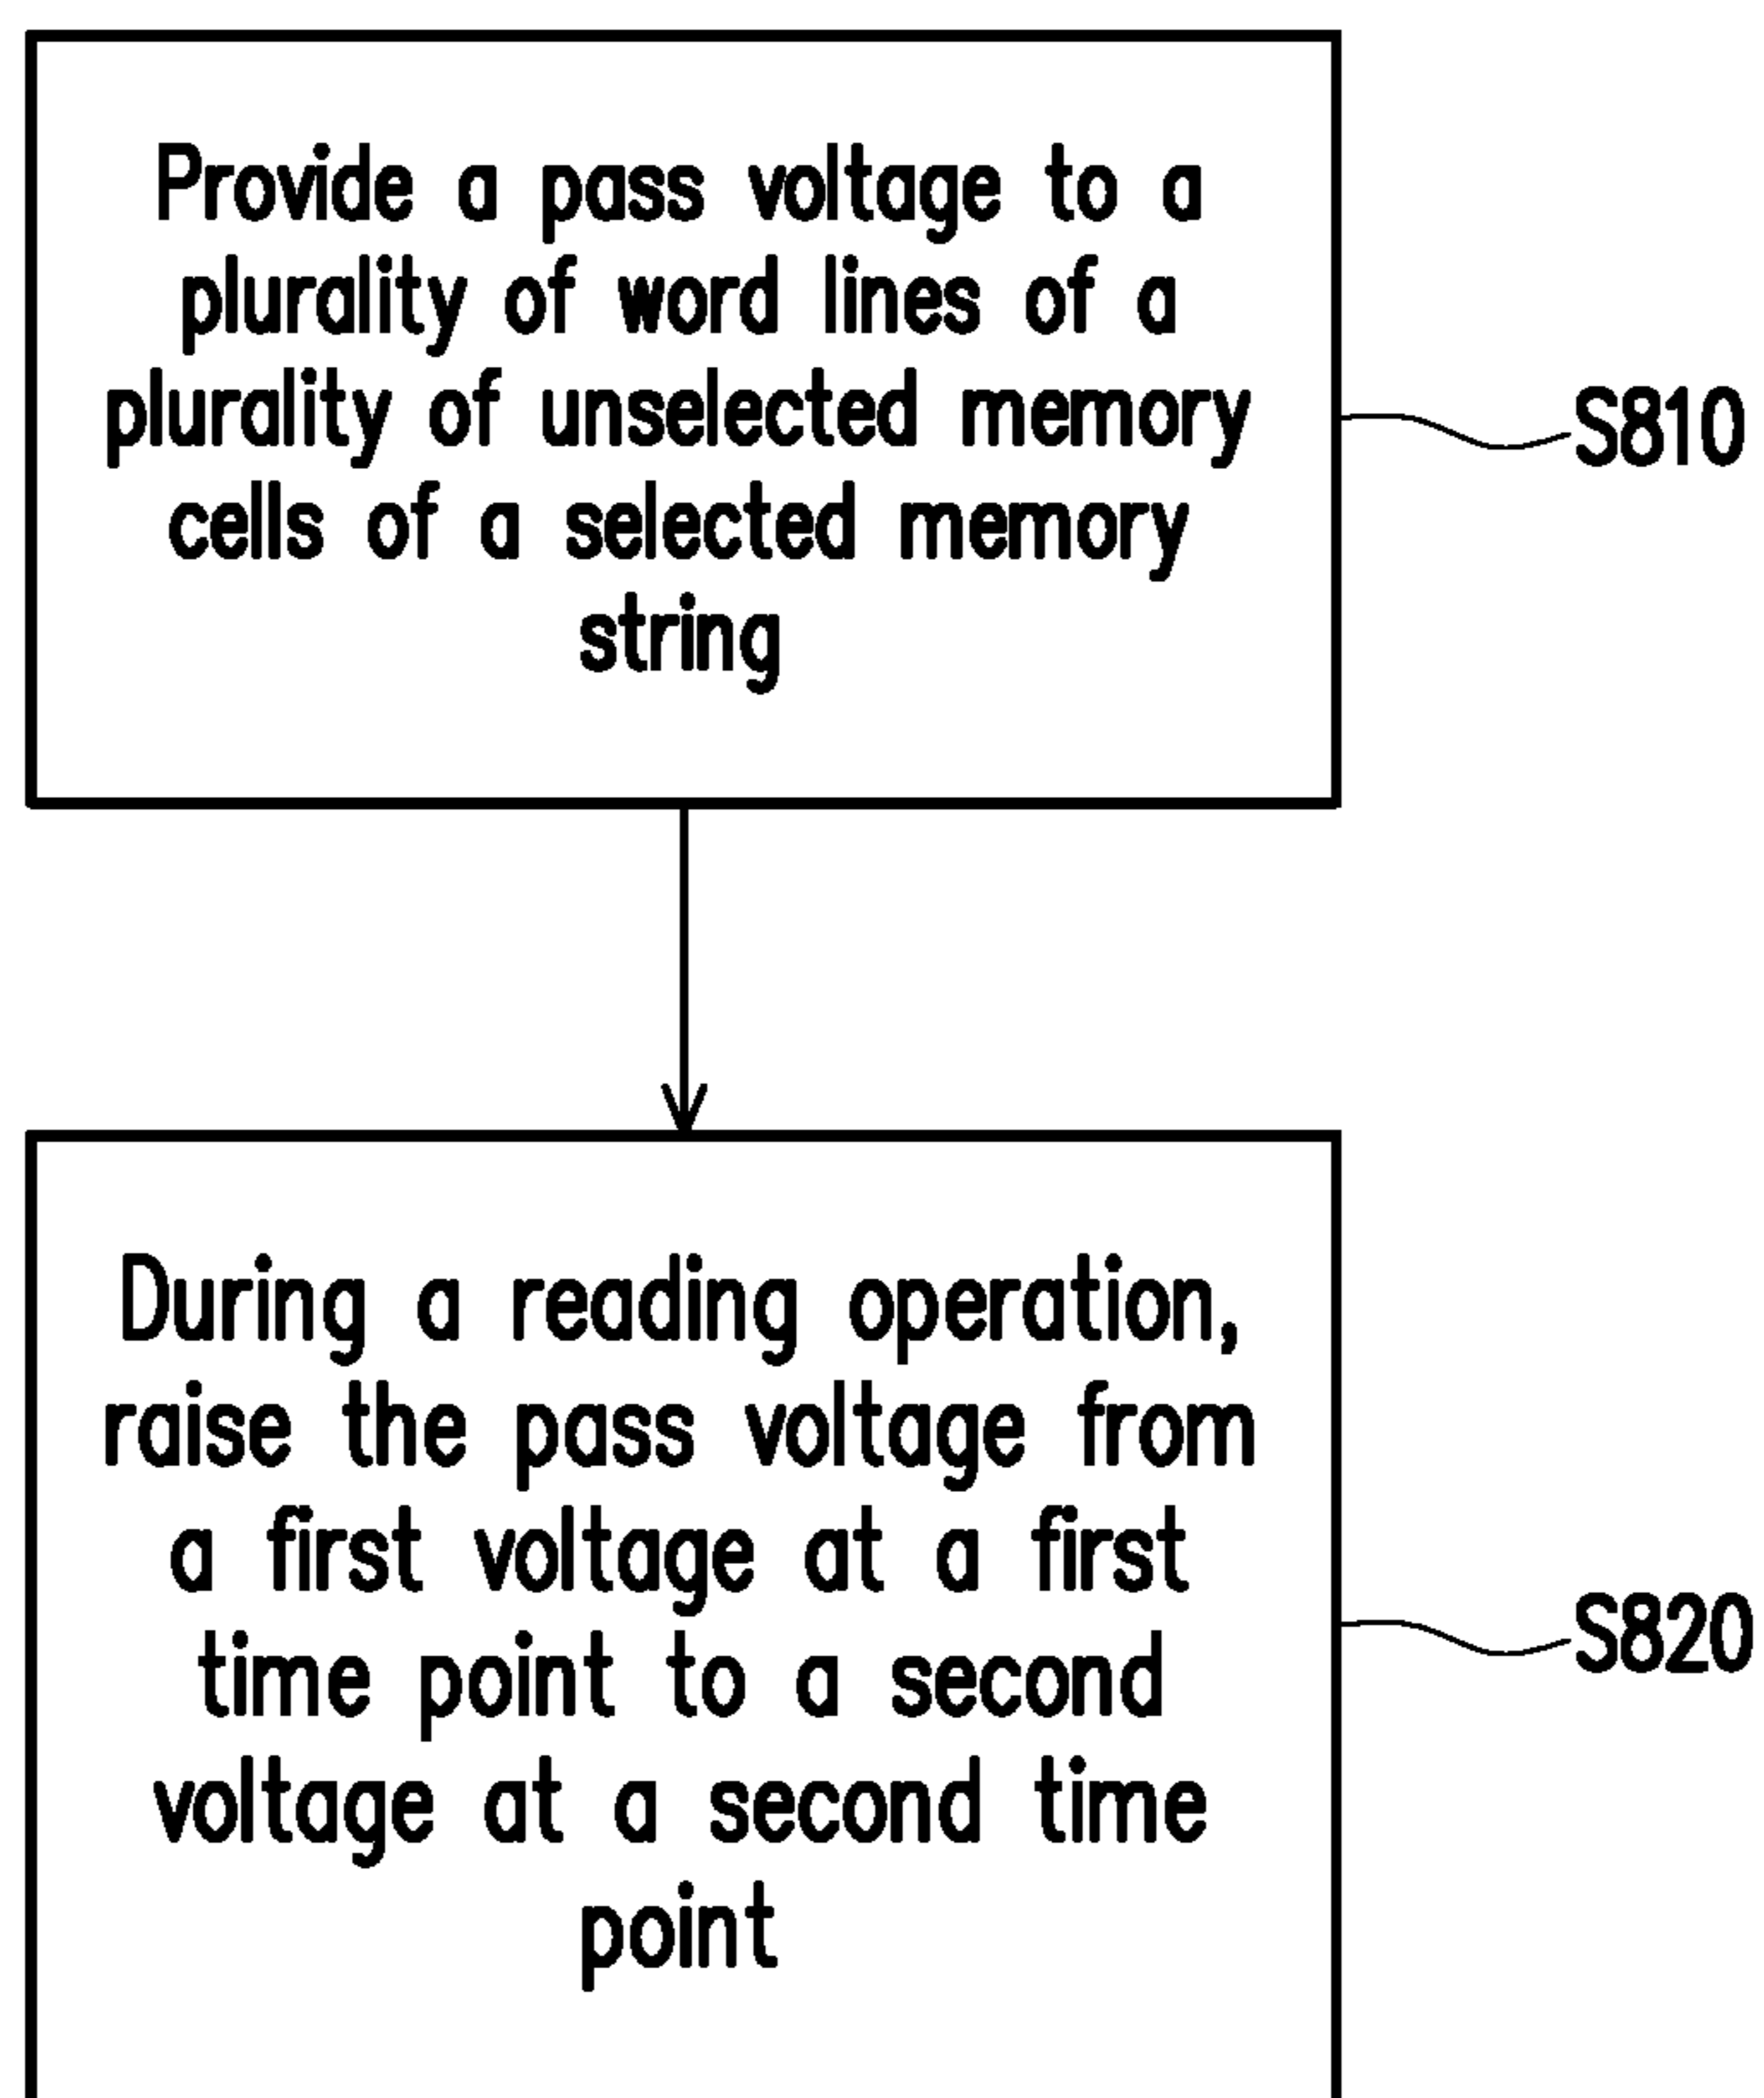 Provide a pass voltage to a
plurality of word lines of a
plurality of unselected memory
cells of a selected memory
string
S810
During a reading operation,
raise the pass voltage from
a first voltage at a first
time point to a second
voltage at a second time
point
S820